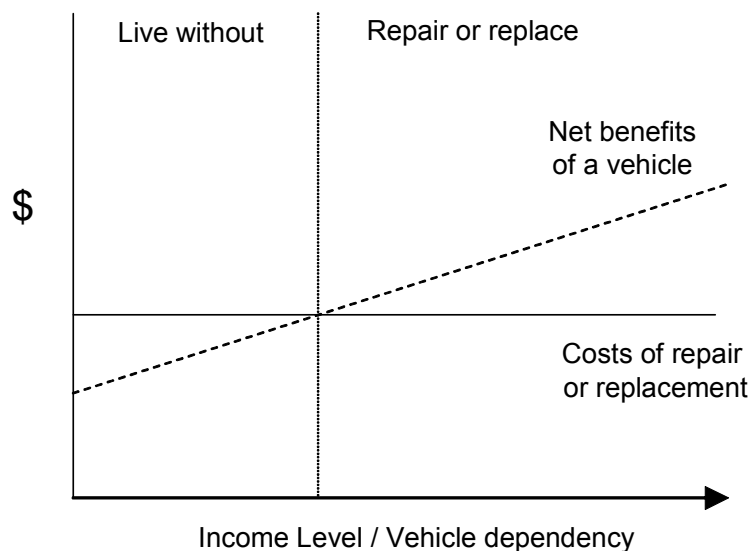 Live without
Repair or replace
Net benefits
of a vehicle
$
Costs of repair
or replacement
Income Level / Vehicle dependency